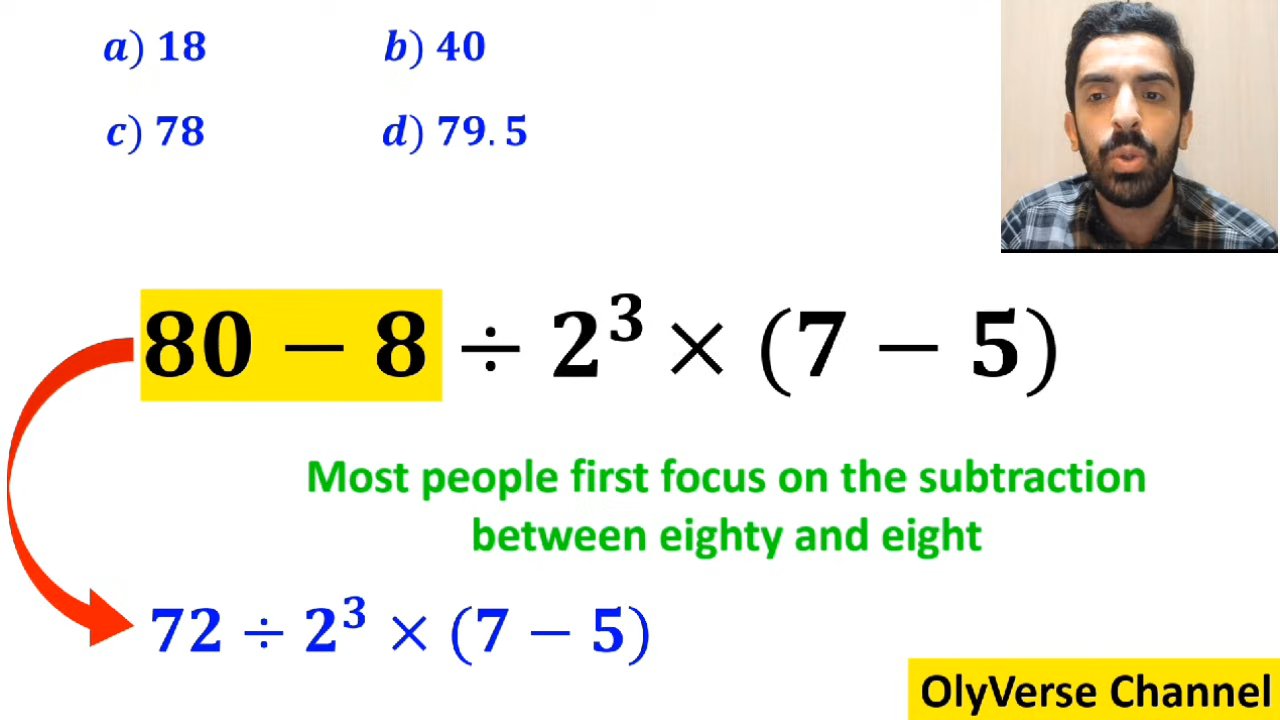 a) 18 b) 40
c) 78 d) 79.5
80 − 8 ÷ 2³ × (7 − 5)
Most people first focus on the subtraction
between eighty and eight
72 ÷ 2³ × (7 − 5)
OlyVerse Channel